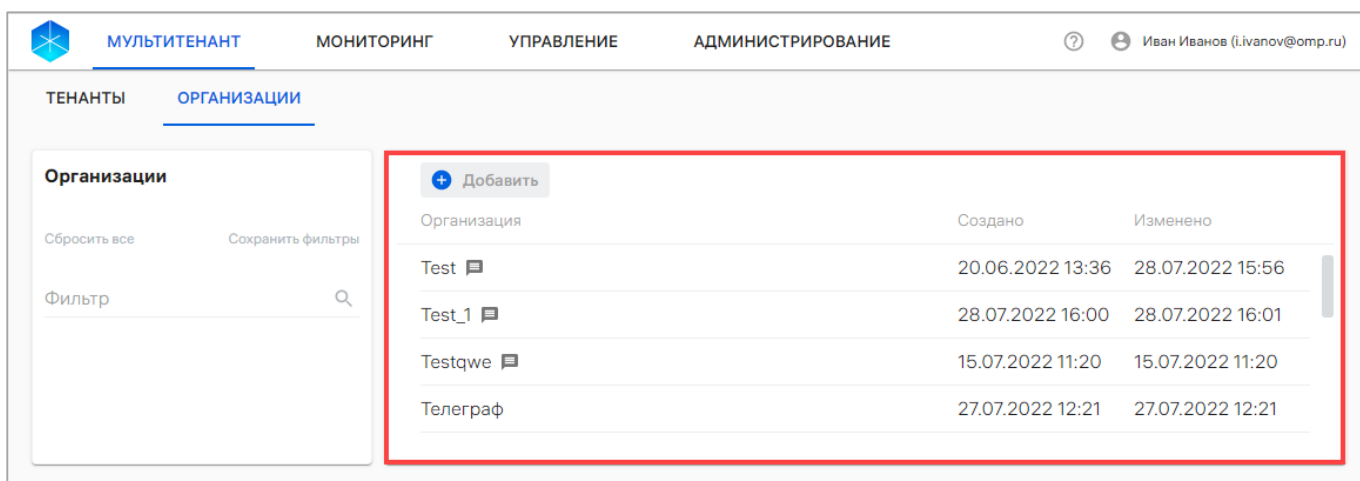 МУЛЬТИТЕНАНТ МОНИТОРИНГ УПРАВЛЕНИЕ АДМИНИСТРИРОВАНИЕ Иван Иванов (i.ivanov@omp.ru)
ТЕНАНТЫ ОРГАНИЗАЦИИ
Организации
Сбросить все Сохранить фильтры
Фильтр
Добавить
Организация Создано Изменено
Test 20.06.2022 13:36 28.07.2022 15:56
Test_1 28.07.2022 16:00 28.07.2022 16:01
Testqwe 15.07.2022 11:20 15.07.2022 11:20
Телеграф 27.07.2022 12:21 27.07.2022 12:21